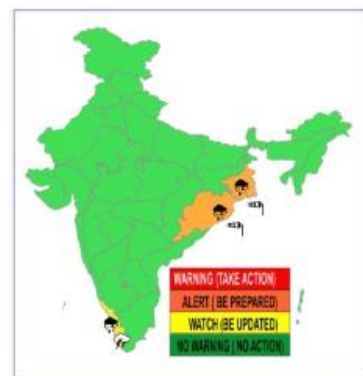 WARNING (TAKE ACTION)
ALERT ( BE PREPARED)
WATCH (BE UPDATED)
NO WARNING ( NO ACTION)